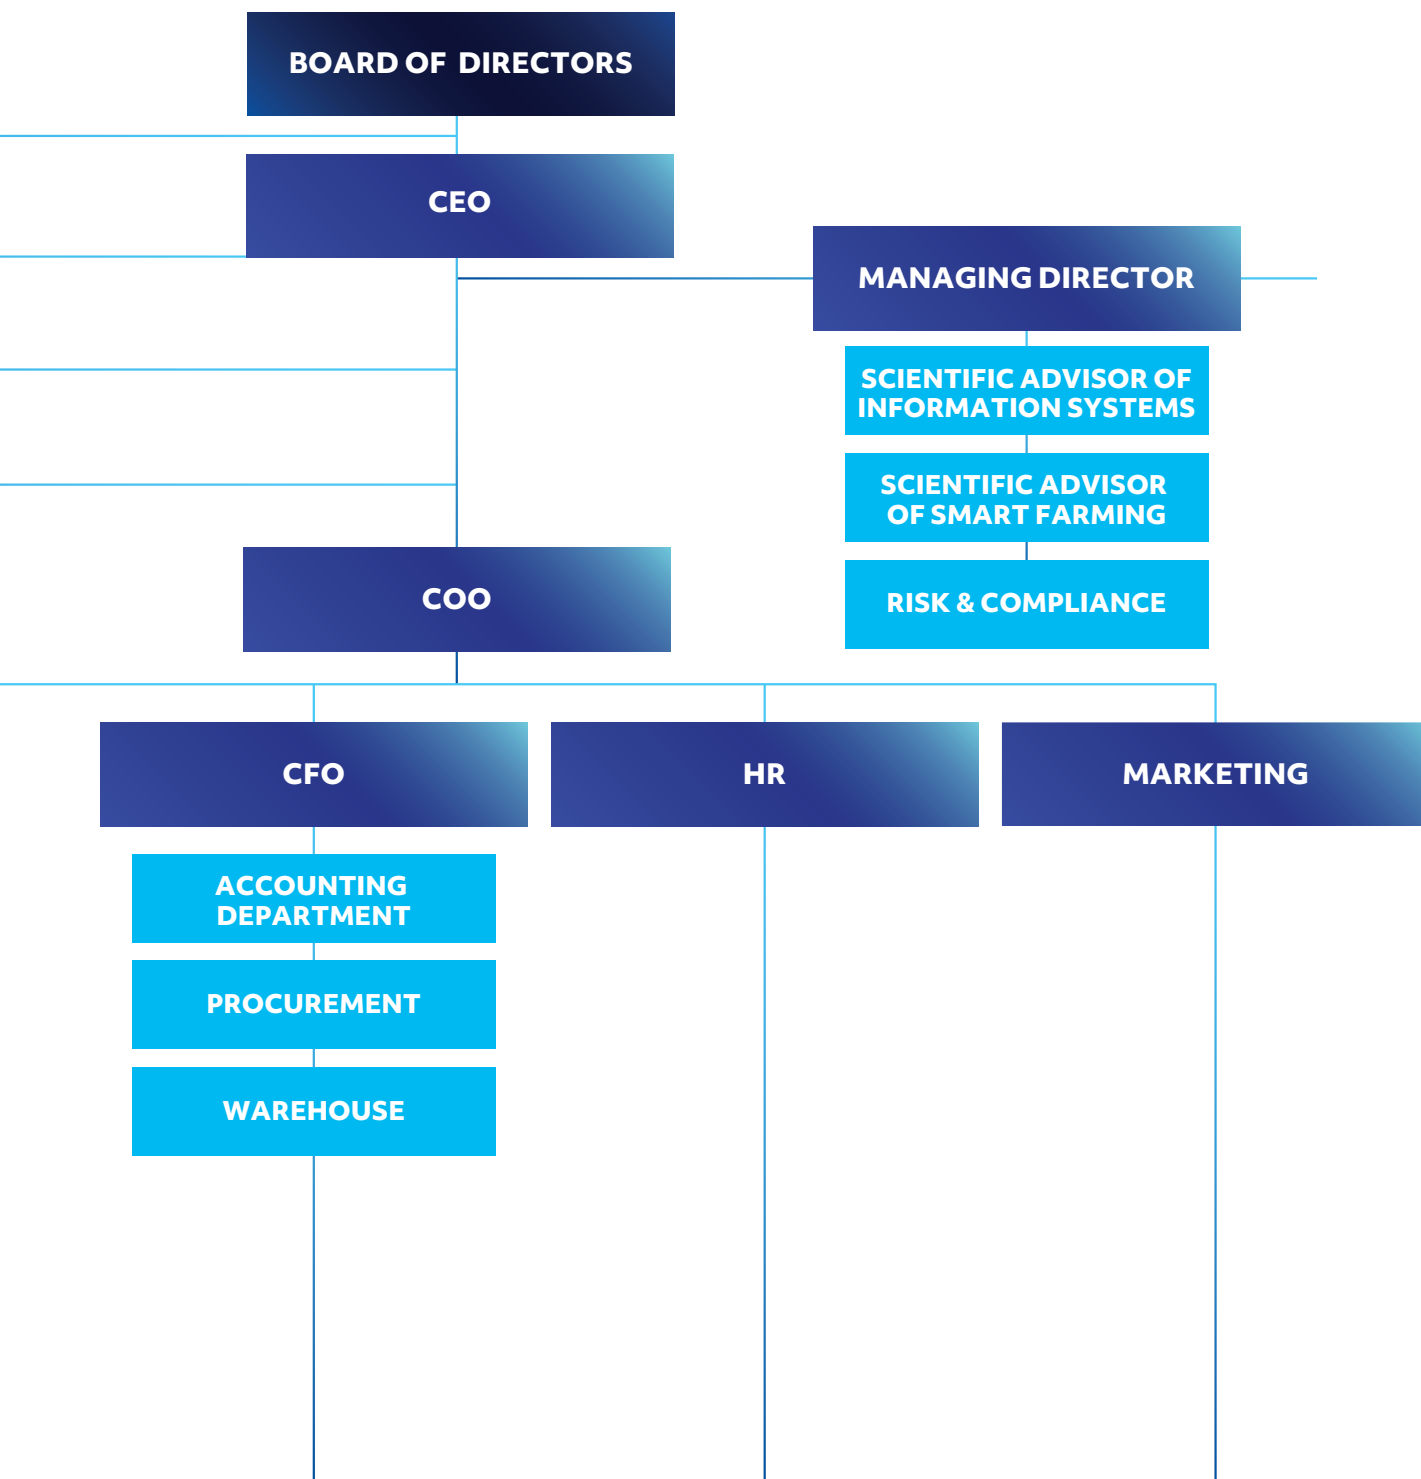 BOARD OF DIRECTORS
CEO
MANAGING DIRECTOR
SCIENTIFIC ADVISOR OF
INFORMATION SYSTEMS
SCIENTIFIC ADVISOR
OF SMART FARMING
RISK & COMPLIANCE
COO
CFO
HR
MARKETING
ACCOUNTING
DEPARTMENT
PROCUREMENT
WAREHOUSE